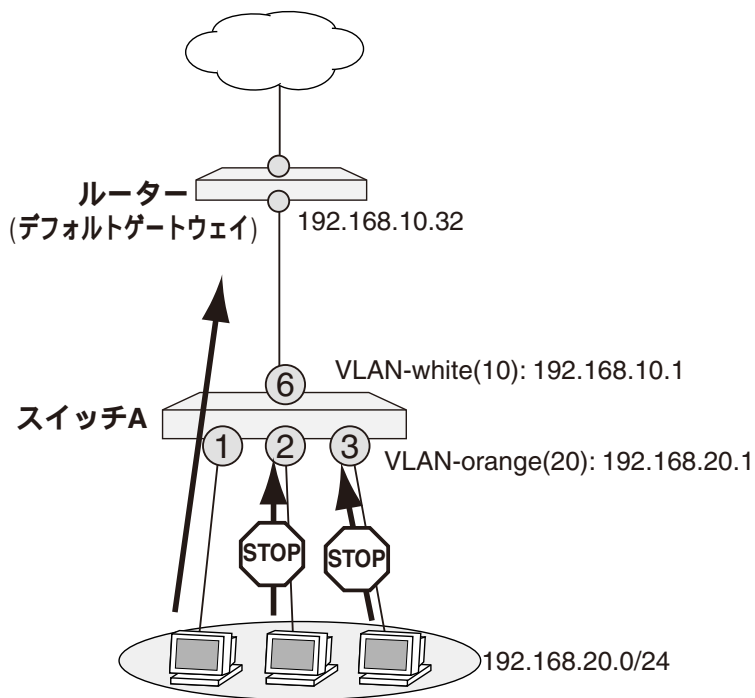 ルーター
(デフォルトゲートウェイ)
192.168.10.32
6
VLAN-white(10): 192.168.10.1
スイッチA
1
2
3
VLAN-orange(20): 192.168.20.1
STOP
STOP
192.168.20.0/24